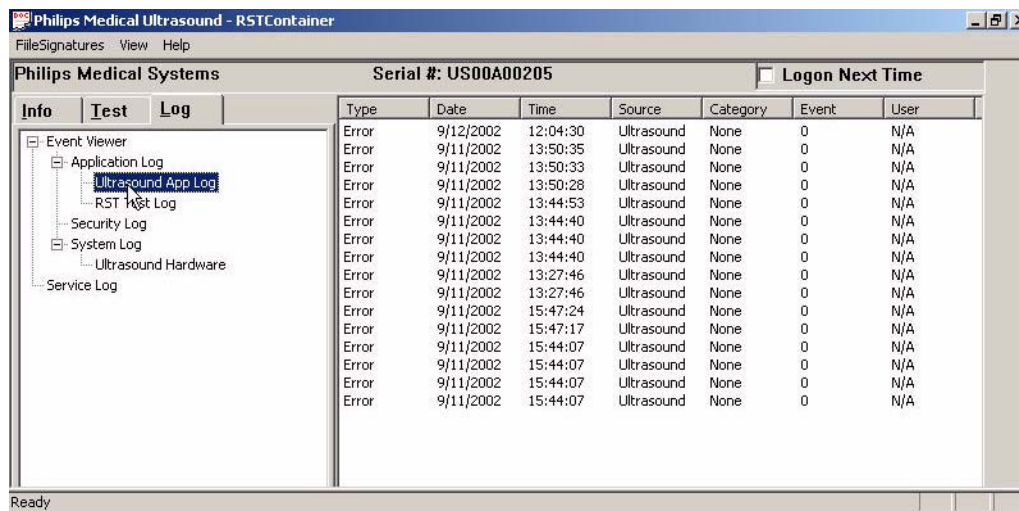 Philips Medical Ultrasound - RSTContainer
FiileSignatures View Help
Philips Medical Systems Serial #: US00A00205 Logon Next Time
Info Test Log
Event Viewer
Application Log
Ultrasound App Log
RST Test Log
Security Log
System Log
Ultrasound Hardware
Service Log
Type Date Time Source Category Event User
Error 9/12/2002 12:04:30 Ultrasound None 0 N/A
Error 9/11/2002 13:50:35 Ultrasound None 0 N/A
Error 9/11/2002 13:50:33 Ultrasound None 0 N/A
Error 9/11/2002 13:50:28 Ultrasound None 0 N/A
Error 9/11/2002 13:44:53 Ultrasound None 0 N/A
Error 9/11/2002 13:44:40 Ultrasound None 0 N/A
Error 9/11/2002 13:44:40 Ultrasound None 0 N/A
Error 9/11/2002 13:44:40 Ultrasound None 0 N/A
Error 9/11/2002 13:27:46 Ultrasound None 0 N/A
Error 9/11/2002 13:27:46 Ultrasound None 0 N/A
Error 9/11/2002 15:47:24 Ultrasound None 0 N/A
Error 9/11/2002 15:47:17 Ultrasound None 0 N/A
Error 9/11/2002 15:44:07 Ultrasound None 0 N/A
Error 9/11/2002 15:44:07 Ultrasound None 0 N/A
Error 9/11/2002 15:44:07 Ultrasound None 0 N/A
Error 9/11/2002 15:44:07 Ultrasound None 0 N/A
Ready